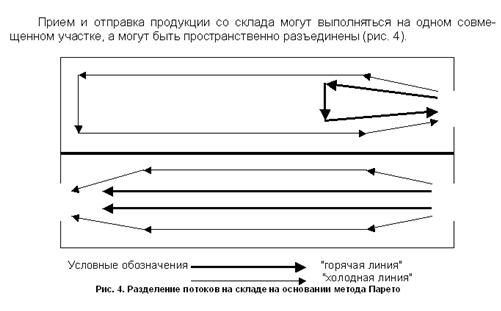 Прием и отправка продукции со склада могут выполняться на одном совме-
щенном участке, а могут быть пространственно разъединены (рис. 4).
Условные обозначения
"горячая линия"
"холодная линия"
Рис. 4. Разделение потоков на складе на основании метода Парето